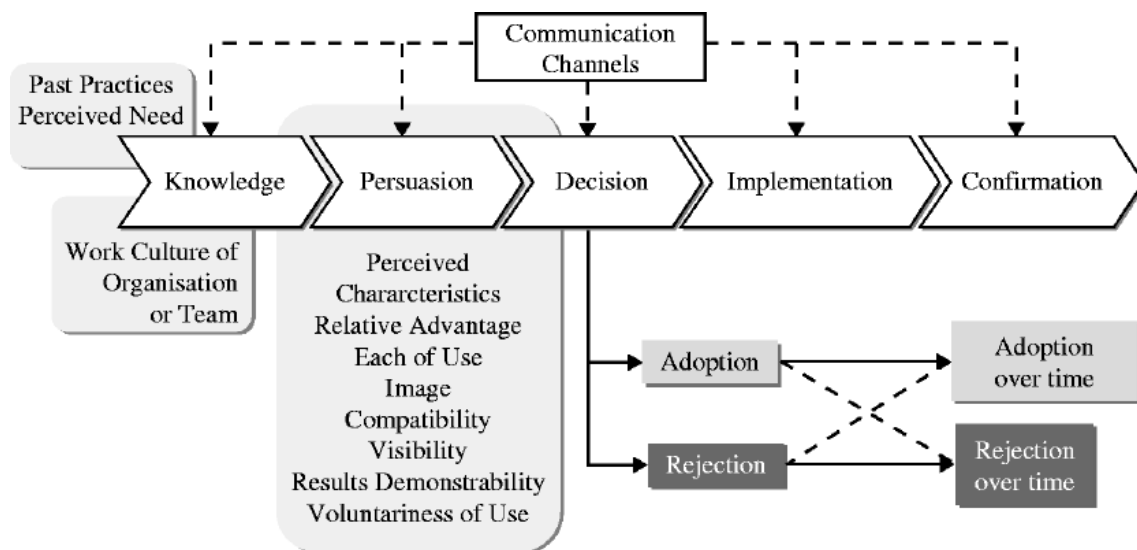 Communication
Channels
Past Practices
Perceived Need
Knowledge
Persuasion
Decision
Implementation
Confirmation
Work Culture of
Organisation
or Team
Perceived
Chararcteristics
Relative Advantage
Each of Use
Image
Compatibility
Visibility
Results Demonstrability
Voluntariness of Use
Adoption
Adoption
over time
Rejection
Rejection
over time